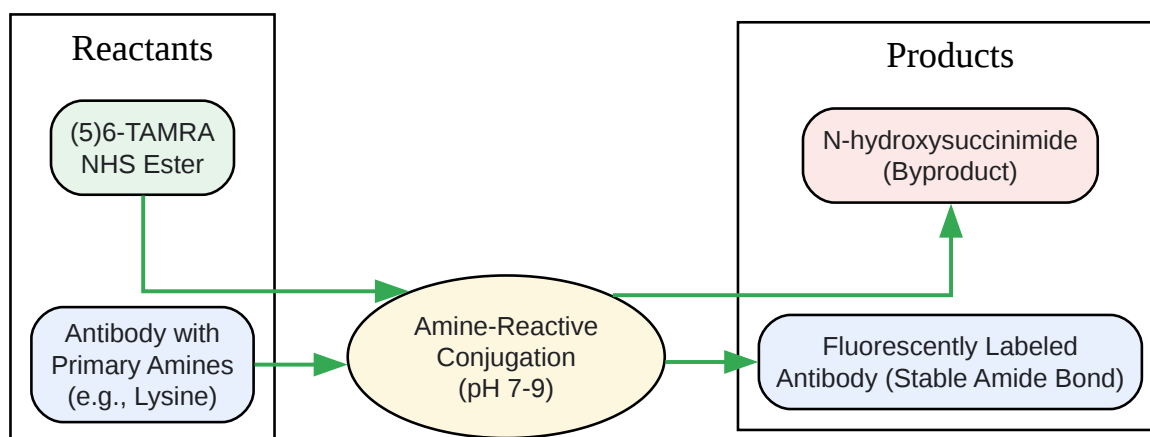 Reactants
(5)6-TAMRA
NHS Ester
Antibody with
Primary Amines
(e.g., Lysine)
Amine-Reactive
Conjugation
(pH 7-9)
Products
N-hydroxysuccinimide
(Byproduct)
Fluorescently Labeled
Antibody (Stable Amide Bond)